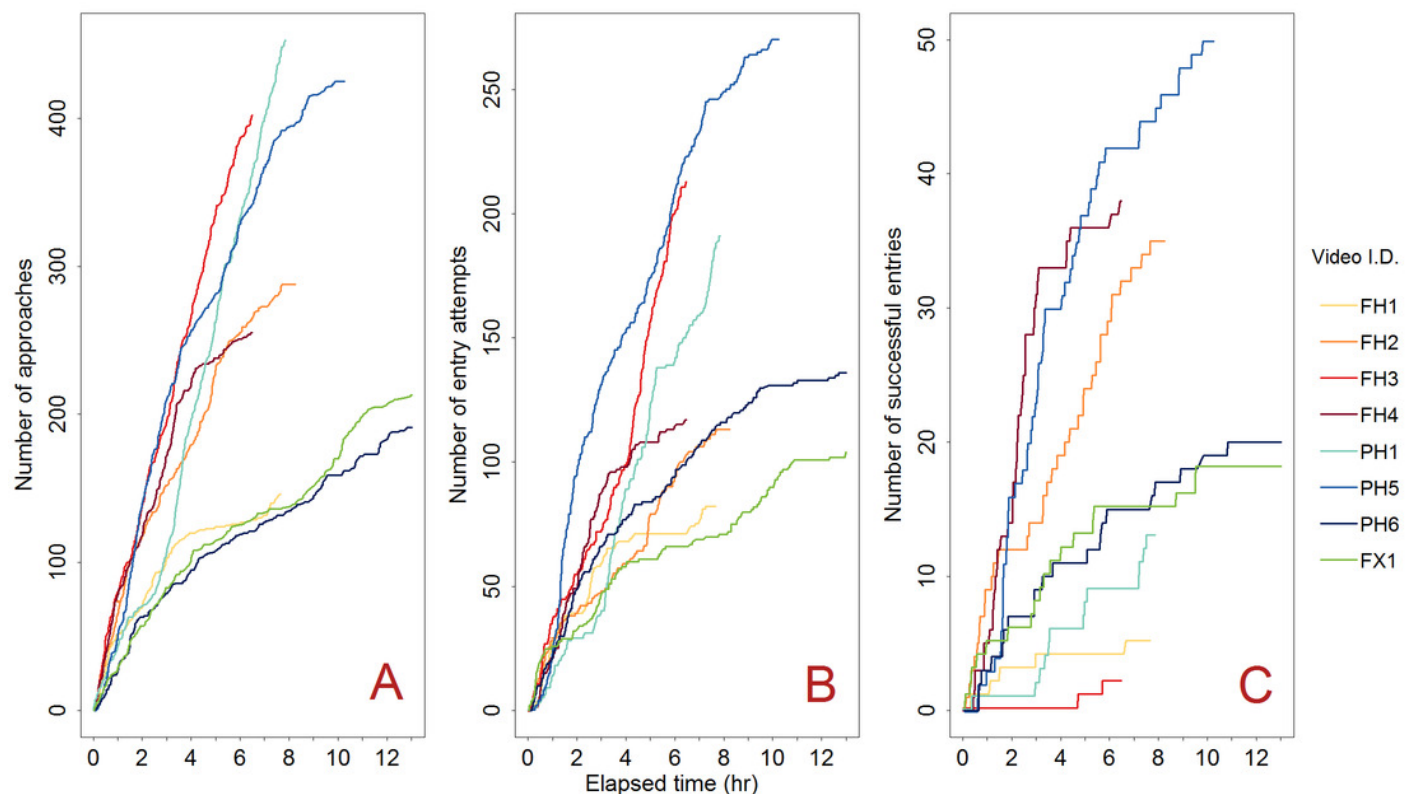 Number of approaches
0
100
200
300
400
0 2 4 6 8 10 12
A
Number of entry attempts
0
50
100
150
200
250
0 2 4 6 8 10 12
B
Elapsed time (hr)
Number of successful entries
0
10
20
30
40
50
0 2 4 6 8 10 12
C
Video I.D.
FH1
FH2
FH3
FH4
PH1
PH5
PH6
FX1